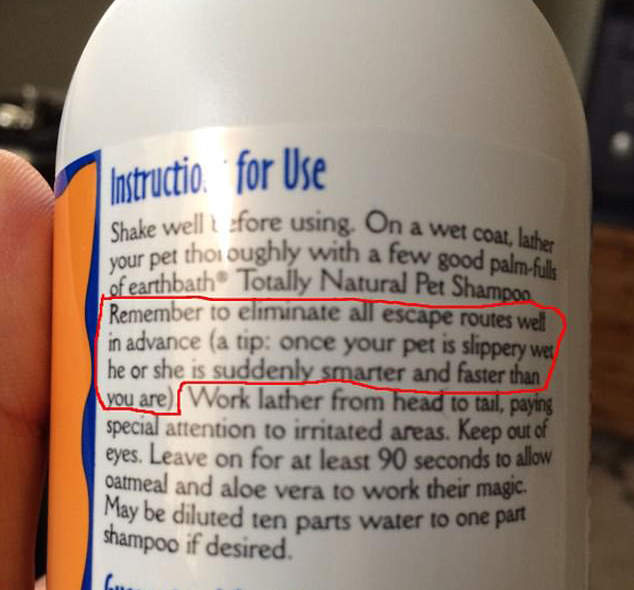 Instructions for Use
Shake well before using. On a wet coat, lather
your pet thoroughly with a few good palm-fulls
of earthbath® Totally Natural Pet Shampoo.
Remember to eliminate all escape routes well
in advance (a tip: once your pet is slippery wet
he or she is suddenly smarter and faster than
you are). Work lather from head to tail, paying
special attention to irritated areas. Keep out of
eyes. Leave on for at least 90 seconds to allow
oatmeal and aloe vera to work their magic.
May be diluted ten parts water to one part
shampoo if desired.